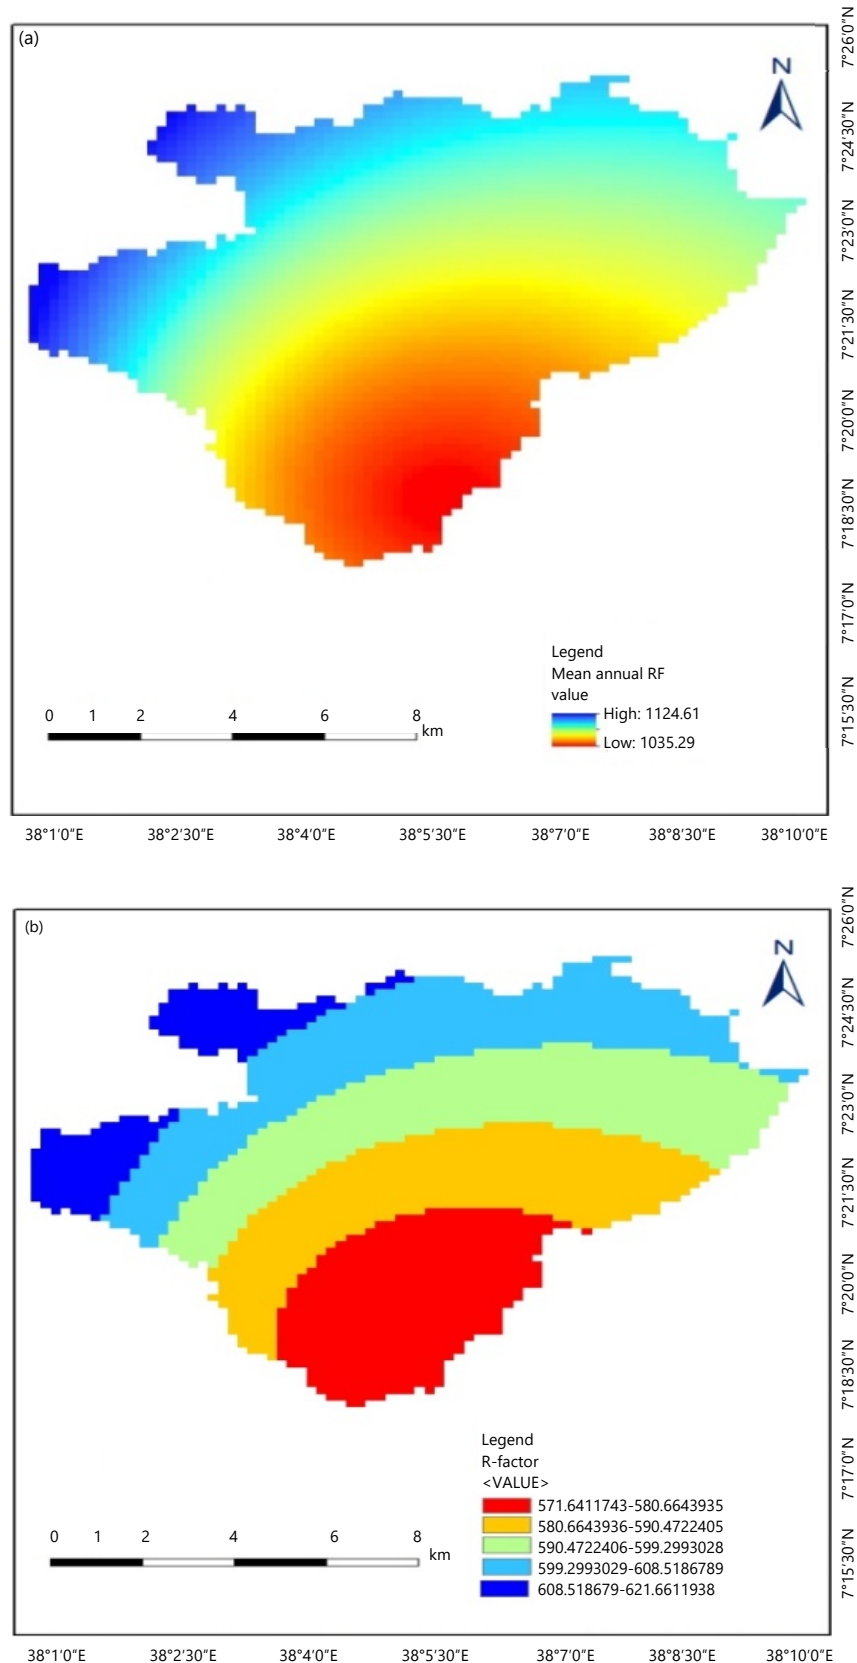 (a)
N
7°26'0"N
7°24'30"N
7°23'0"N
7°21'30"N
7°20'0"N
7°18'30"N
7°17'0"N
7°15'30"N
Legend
Mean annual RF
value
High: 1124.61
Low: 1035.29
0 1 2 4 6 8
km
38°1'0"E 38°2'30"E 38°4'0"E 38°5'30"E 38°7'0"E 38°8'30"E 38°10'0"E
(b)
N
7°26'0"N
7°24'30"N
7°23'0"N
7°21'30"N
7°20'0"N
7°18'30"N
7°17'0"N
7°15'30"N
Legend
R-factor
<VALUE>
571.6411743-580.6643935
580.6643936-590.4722405
590.4722406-599.2993028
599.2993029-608.5186789
608.518679-621.6611938
0 1 2 4 6 8
km
38°1'0"E 38°2'30"E 38°4'0"E 38°5'30"E 38°7'0"E 38°8'30"E 38°10'0"E